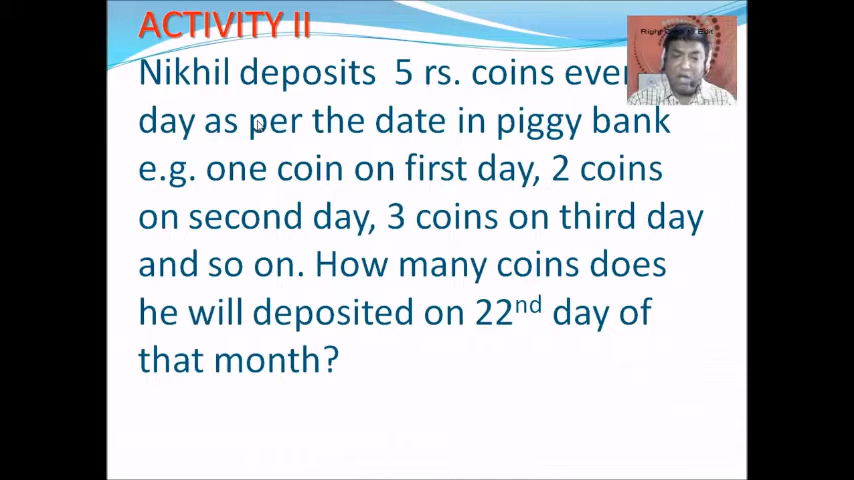 ACTIVITY II
Nikhil deposits 5 rs. coins
day as per the date in piggy bank
e.g. one coin on first day, 2 coins
on second day, 3 coins on third day
and so on. How many coins does
he will deposited on 22nd day of
that month?